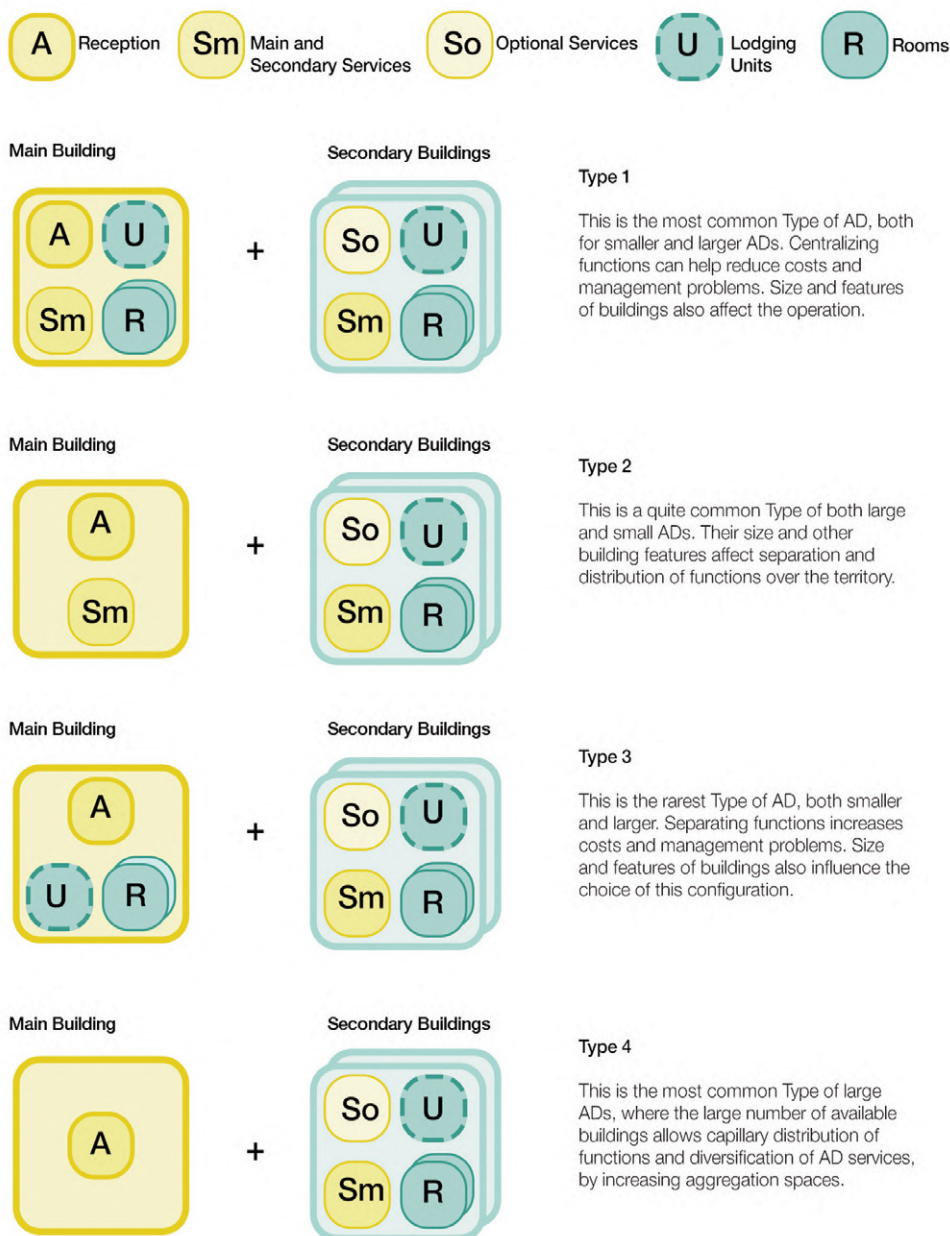 A Reception
Sm Main and
Secondary Services
So Optional Services
U Lodging
Units
R Rooms
Main Building
A U
Sm R
+
Secondary Buildings
So U
Sm R
Type 1
This is the most common Type of AD, both
for smaller and larger ADs. Centralizing
functions can help reduce costs and
management problems. Size and features
of buildings also affect the operation.
Main Building
A
Sm
+
Secondary Buildings
So U
Sm R
Type 2
This is a quite common Type of both large
and small ADs. Their size and other
building features affect separation and
distribution of functions over the territory.
Main Building
A
U R
+
Secondary Buildings
So U
Sm R
Type 3
This is the rarest Type of AD, both smaller
and larger. Separating functions increases
costs and management problems. Size
and features of buildings also influence the
choice of this configuration.
Main Building
A
+
Secondary Buildings
So U
Sm R
Type 4
This is the most common Type of large
ADs, where the large number of available
buildings allows capillary distribution of
functions and diversification of AD services,
by increasing aggregation spaces.